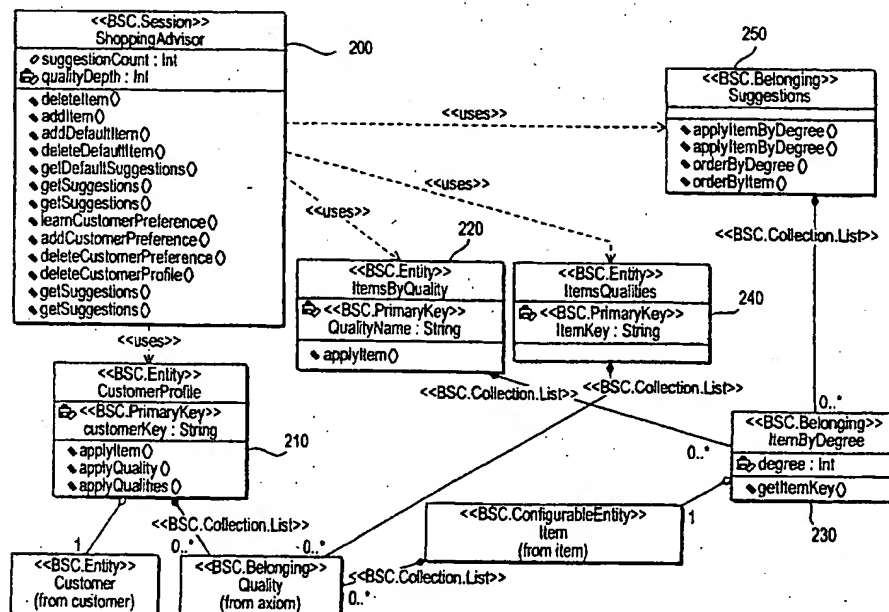 <<BSC.Session>>
ShoppingAdvisor
suggestionCount : Int
qualityDepth : Int
deleteItem()
addItem()
addDefaultItem()
deleteDefaultItem()
getDefaultSuggestions()
getSuggestions()
getSuggestions()
learnCustomerPreference()
addCustomerPreference()
deleteCustomerPreference()
deleteCustomerProfile()
getSuggestions()
getSuggestions()
200
250
<<BSC.Belonging>>
Suggestions
applyItemByDegree()
applyItemByDegree()
orderByDegree()
orderByItem()
<<uses>>
<<uses>>
<<uses>>
<<uses>>
220
<<BSC.Entity>>
ItemsByQuality
<<BSC.PrimaryKey>>
QualityName : String
applyItem()
<<BSC.Entity>>
ItemsQualities
<<BSC.PrimaryKey>>
ItemKey : String
240
<<BSC.Collection.List>>
<<BSC.Entity>>
CustomerProfile
<<BSC.PrimaryKey>>
customerKey : String
applyItem()
applyQuality()
applyQualities()
210
<<BSC.Collection.List>>
<<BSC.Collection.List>>
0..*
0..*
<<BSC.Belonging>>
ItemByDegree
degree : Int
getItemKey()
230
<<BSC.ConfigurableEntity>>
Item
(from item)
1
<<BSC.Collection.List>>
1
0..*
0..*
<<BSC.Entity>>
Customer
(from customer)
<<BSC.Belonging>>
Quality
(from axiom)
<<BSC.Collection.List>>
0..*